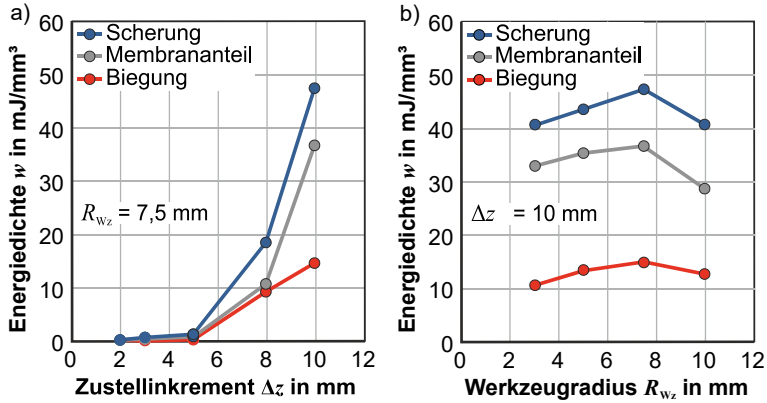 a)
Scherung
Membrananteil
Biegung
Energiedichte w in mJ/mm³
60
50
40
30
20
10
0
R_Wz = 7,5 mm
0 2 4 6 8 10 12
Zustellinkrement Δz in mm
b)
Scherung
Membrananteil
Biegung
Energiedichte w in mJ/mm³
60
50
40
30
20
10
0
Δz = 10 mm
0 2 4 6 8 10 12
Werkzeugradius R_Wz in mm